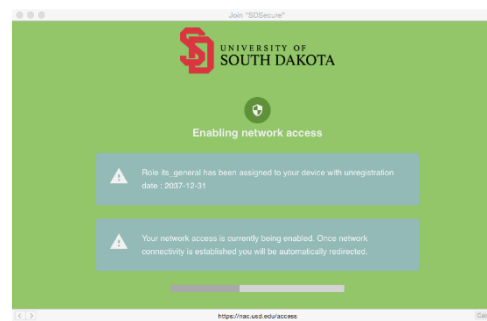 Join "SDSecure"
UNIVERSITY OF
SOUTH DAKOTA
Enabling network access
Role its_general has been assigned to your device with unregistration
date : 2037-12-31
Your network access is currently being enabled. Once network
connectivity is established you will be automatically redirected.
https://nac.usd.edu/access